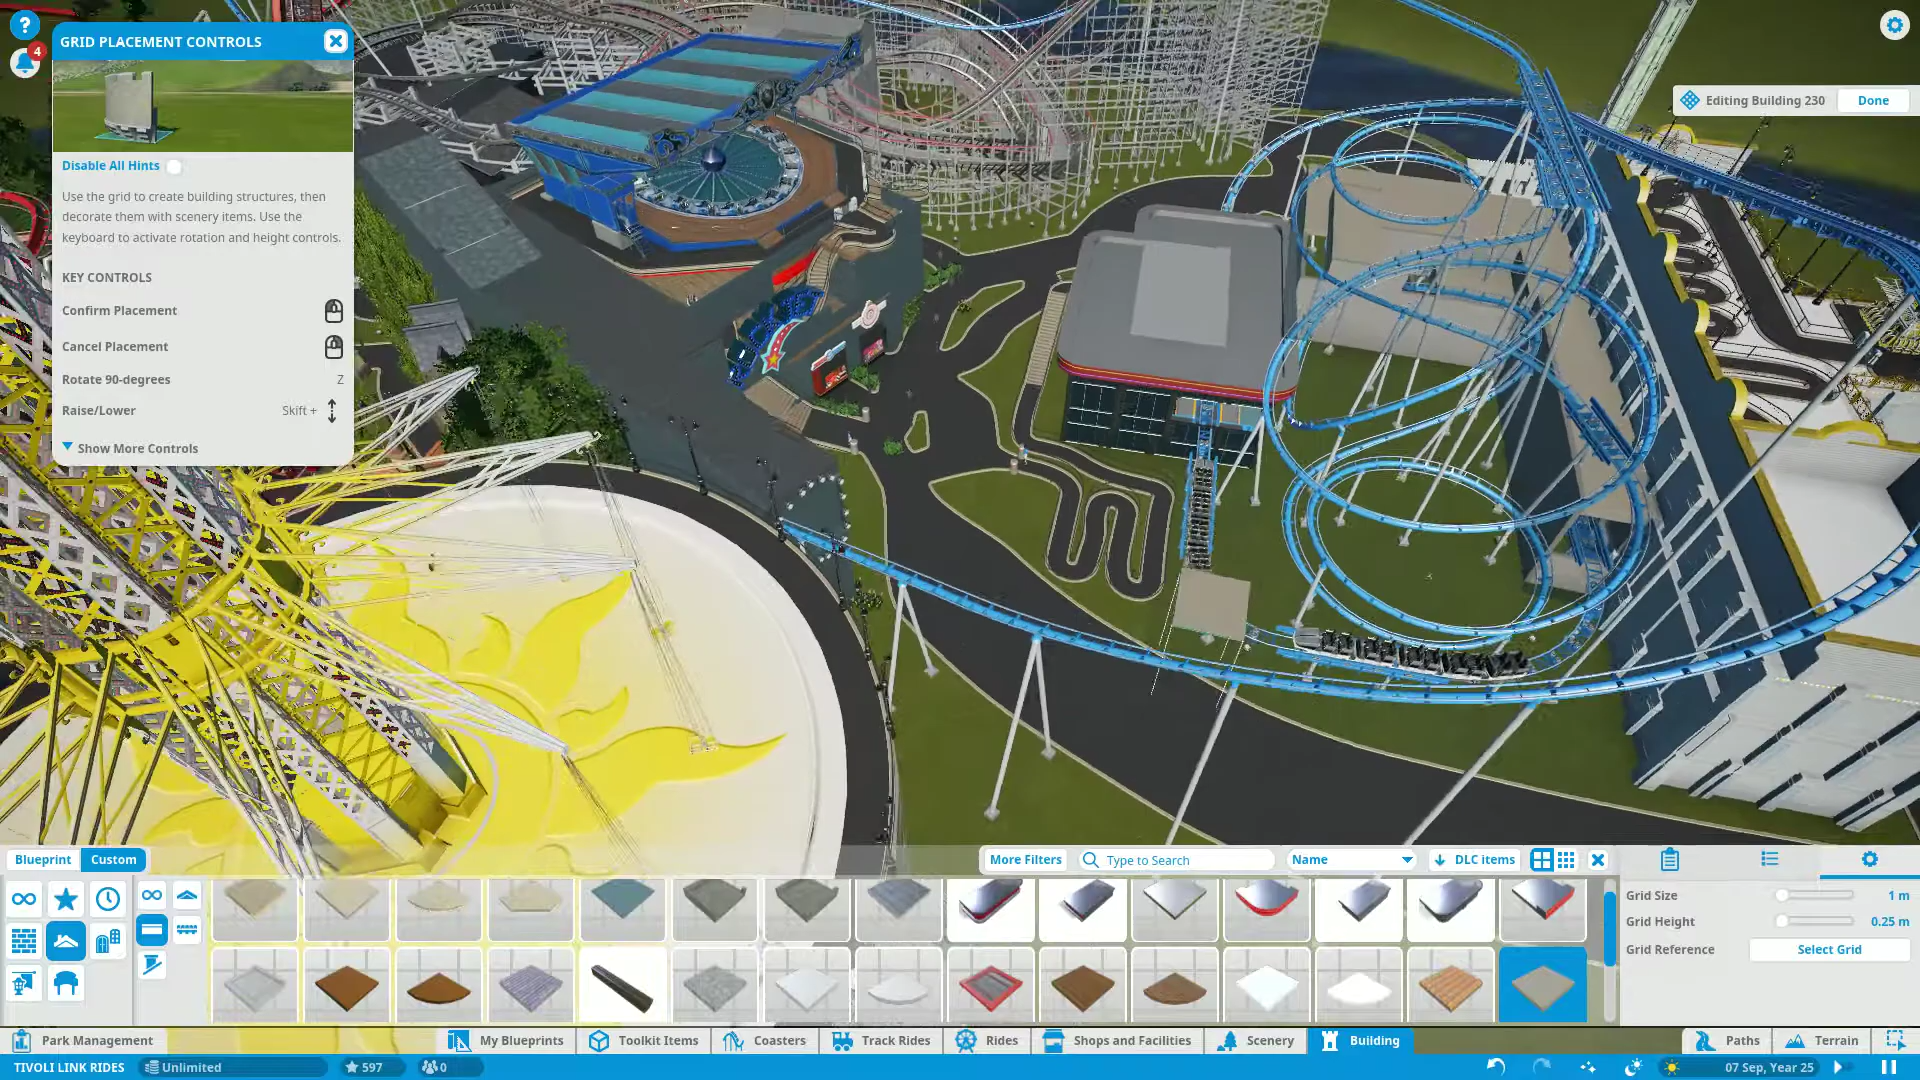 GRID PLACEMENT CONTROLS
?
4
Disable All Hints
Use the grid to create building structures, then
decorate them with scenery items. Use the
keyboard to activate rotation and height controls.
KEY CONTROLS
Confirm Placement
Cancel Placement
Rotate 90-degrees Z
Raise/Lower Skift +
Show More Controls
Editing Building 230 Done
Blueprint Custom
More Filters Type to Search Name DLC items
Grid Size 1 m
Grid Height 0.25 m
Grid Reference Select Grid
Park Management My Blueprints Toolkit Items Coasters Track Rides Rides Shops and Facilities Scenery Building Paths Terrain
TIVOLI LINK RIDES Unlimited 597 0 07 Sep, Year 25